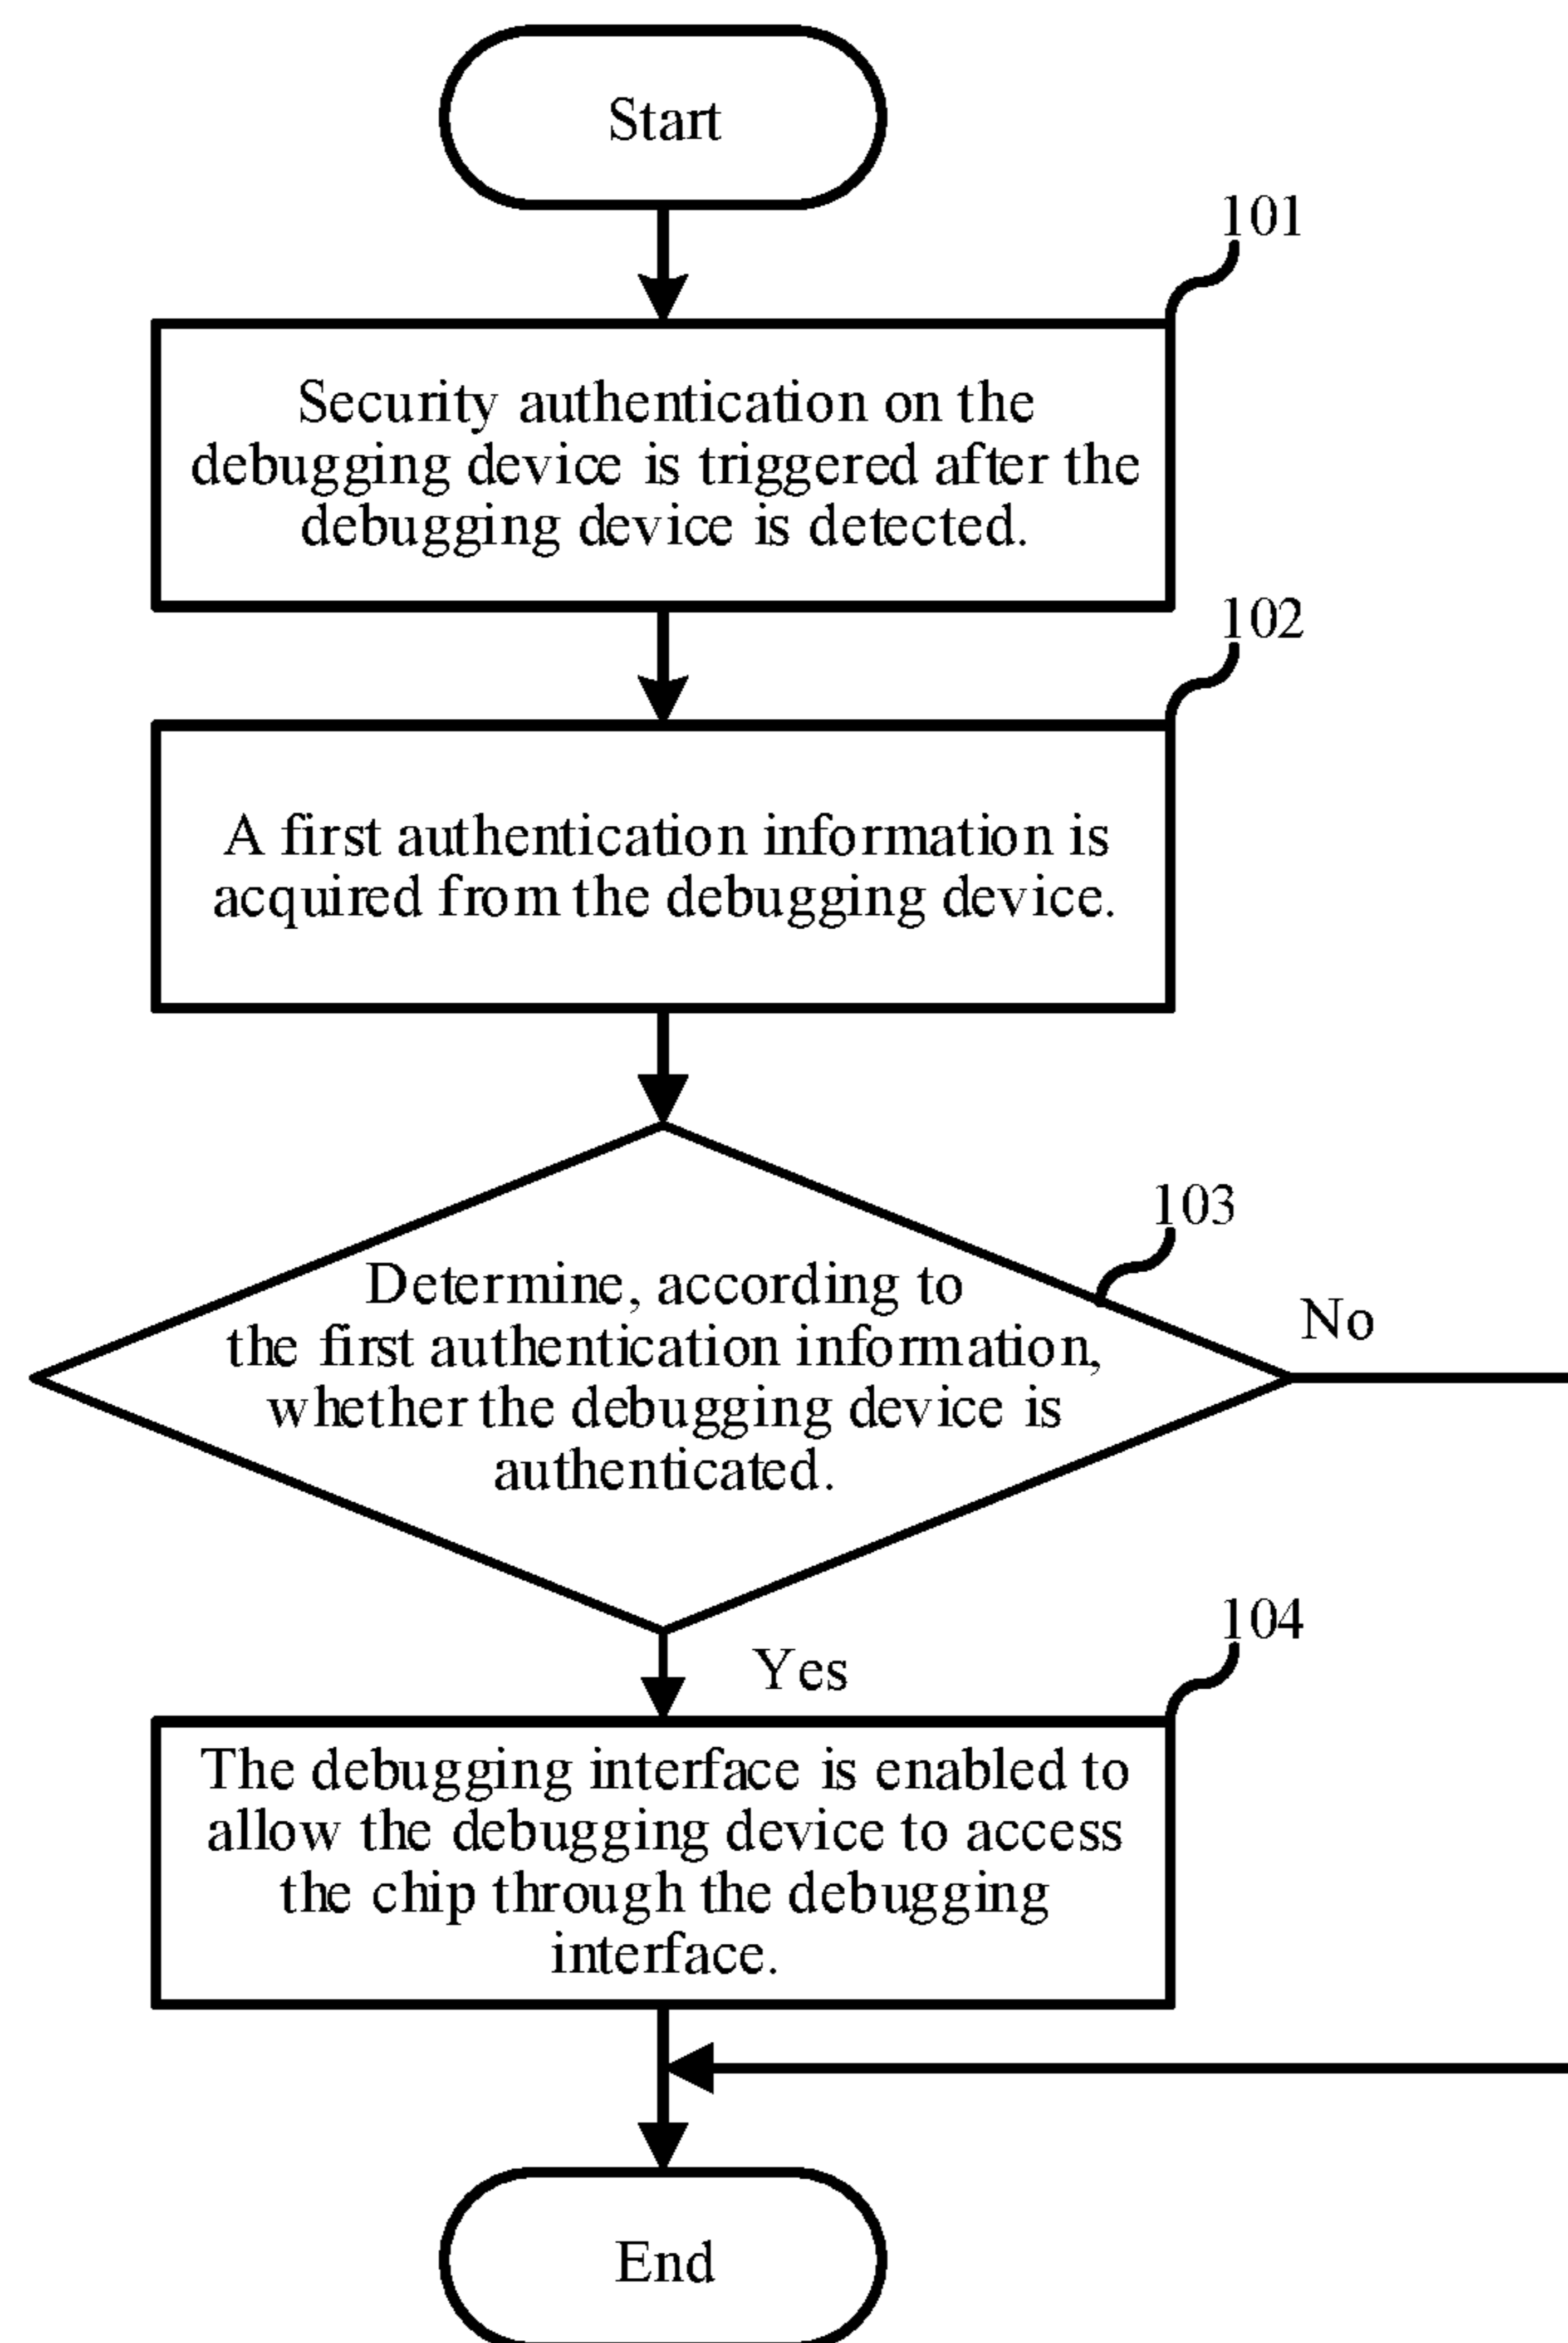 Start
101
Security authentication on the
debugging device is triggered after the
debugging device is detected.
102
A first authentication information is
acquired from the debugging device.
103
Determine, according to
the first authentication information,
whether the debugging device is
authenticated.
No
Yes
104
The debugging interface is enabled to
allow the debugging device to access
the chip through the debugging
interface.
End